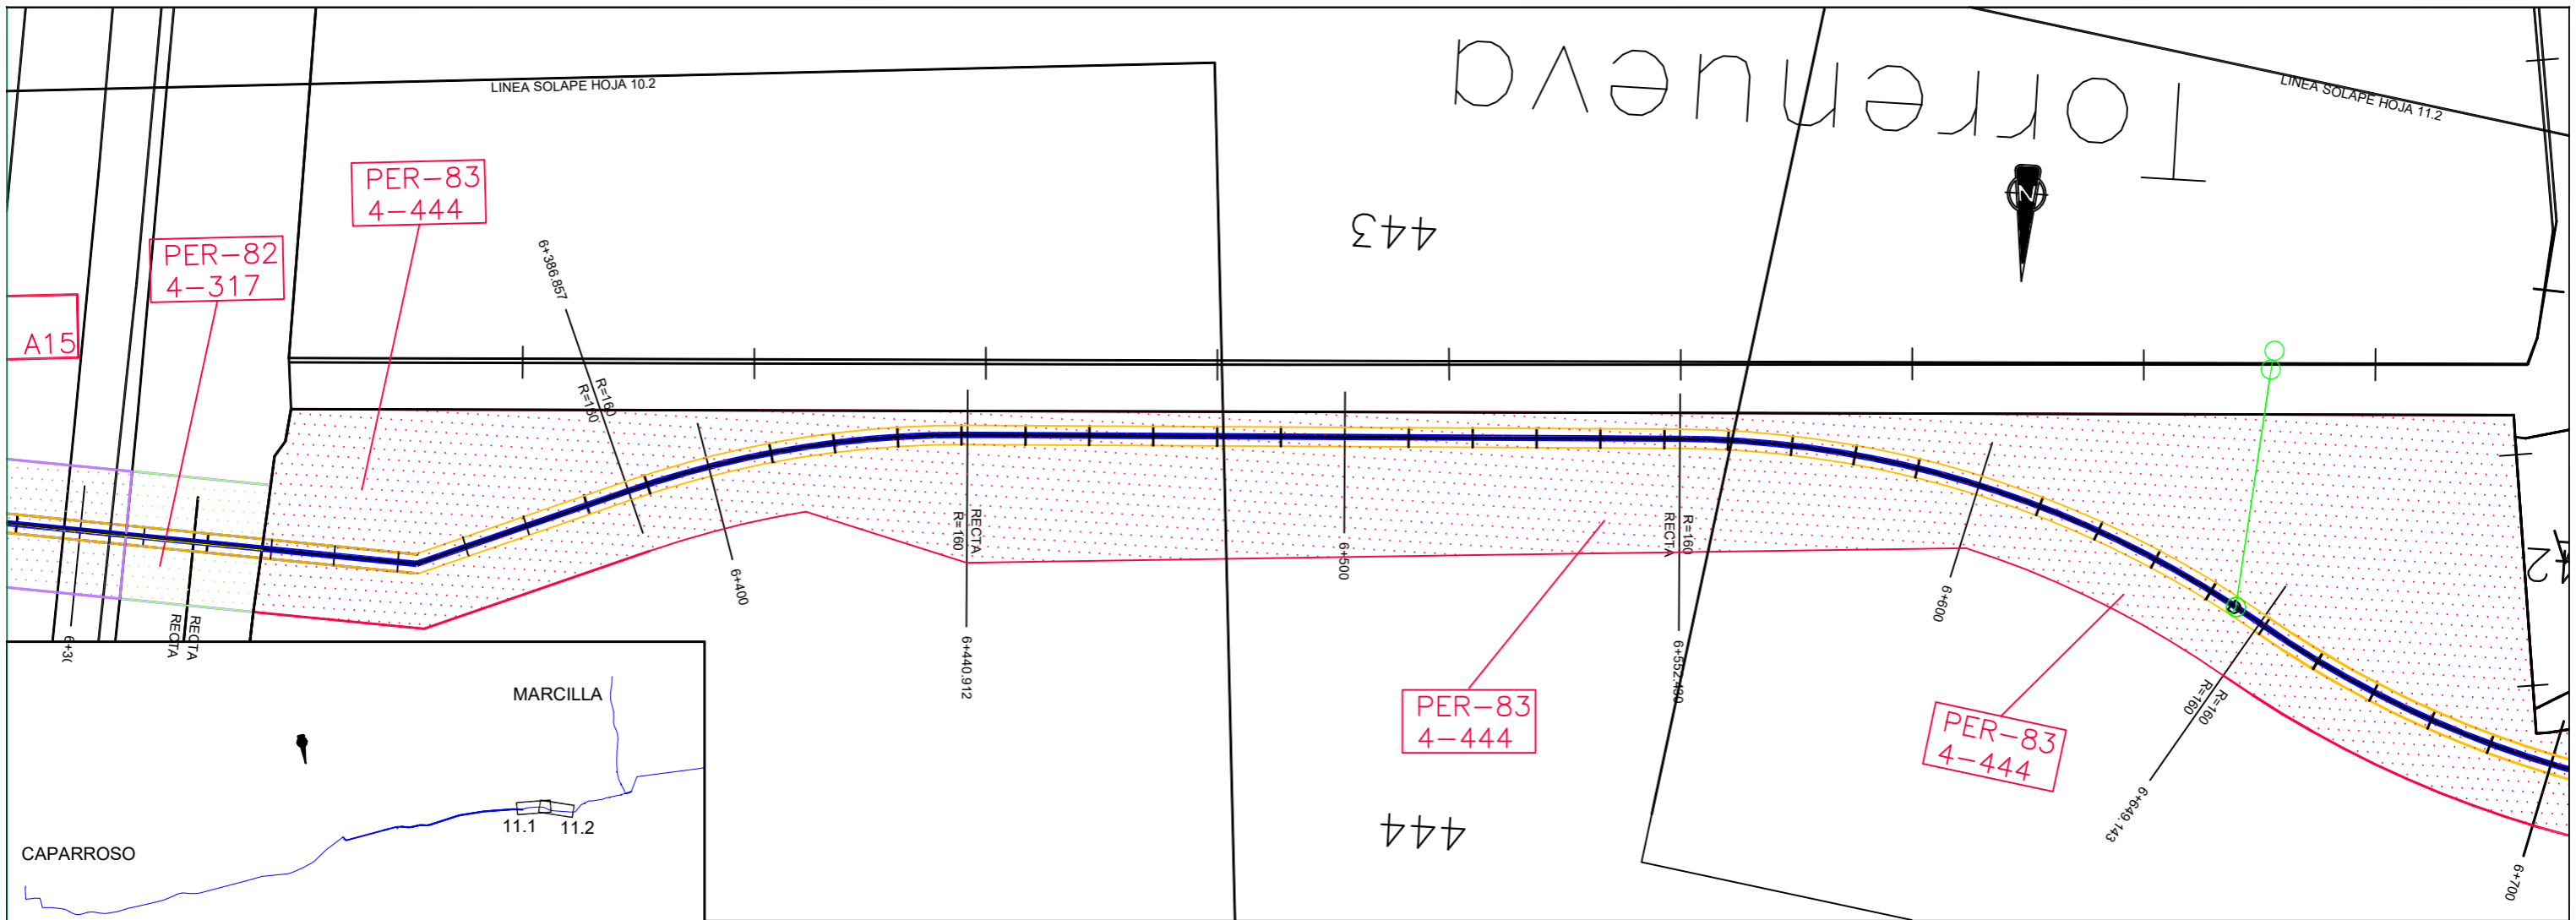 LINEA SOLAPE HOJA 10.2
Torrenueva
LINEA SOLAPE HOJA 11.2
PER-83
4-444
N
443
PER-82
4-317
6+386.857
A15
R=160
R=160
RECTA
R=160
R=160
RECTA
6+500
6+400
6+600
RECTA
RECTA
6+440.912
R=160
R=160
MARCILLA
PER-83
4-444
PER-83
4-444
6+649.143
11.1
11.2
444
CAPARROSO
6+700